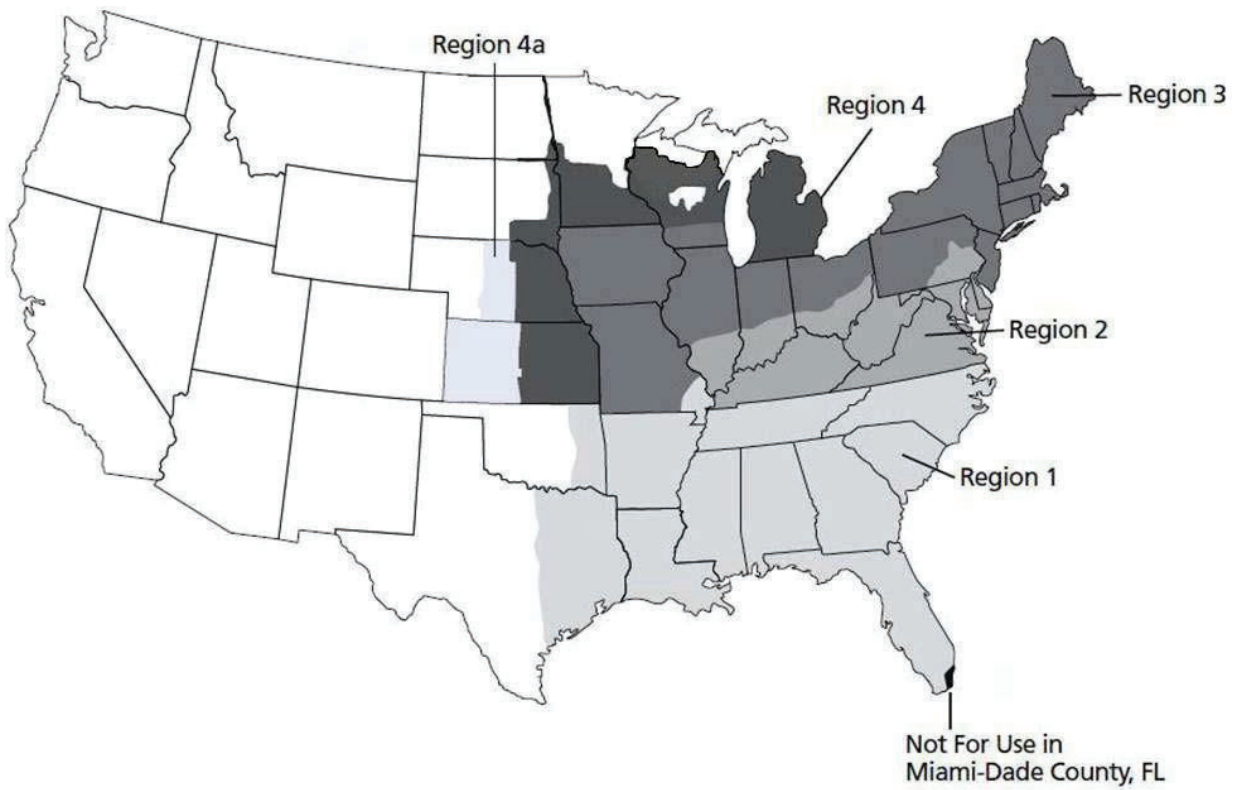 Region 4a
Region 4
Region 3
Region 2
Region 1
Not For Use in
Miami-Dade County, FL